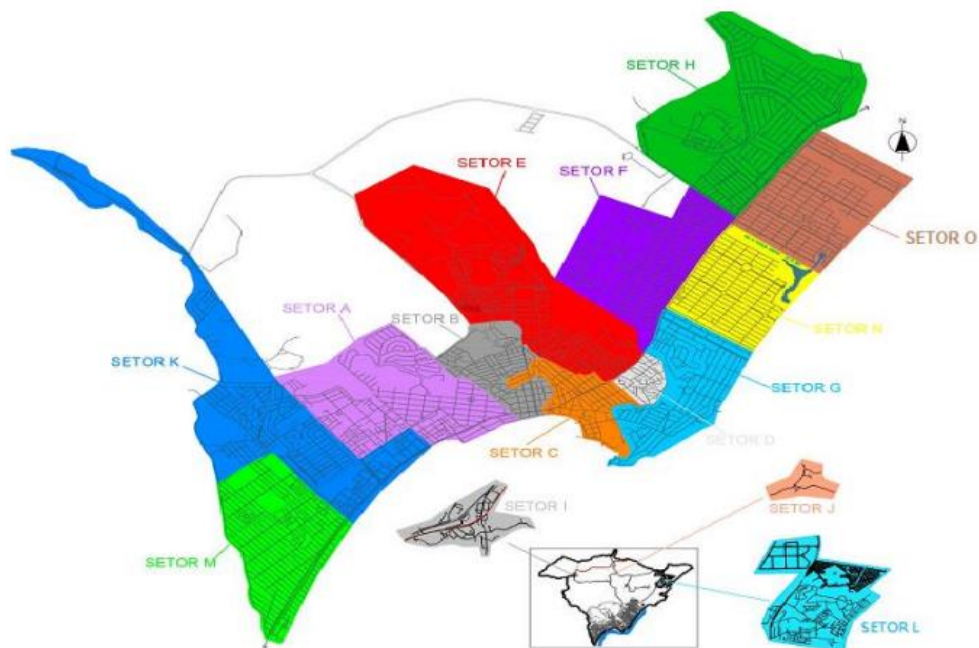 SETOR H
N
SETOR E
SETOR F
SETOR O
SETOR A
SETOR B
SETOR N
SETOR K
SETOR G
SETOR D
SETOR C
SETOR I
SETOR J
SETOR M
SETOR L